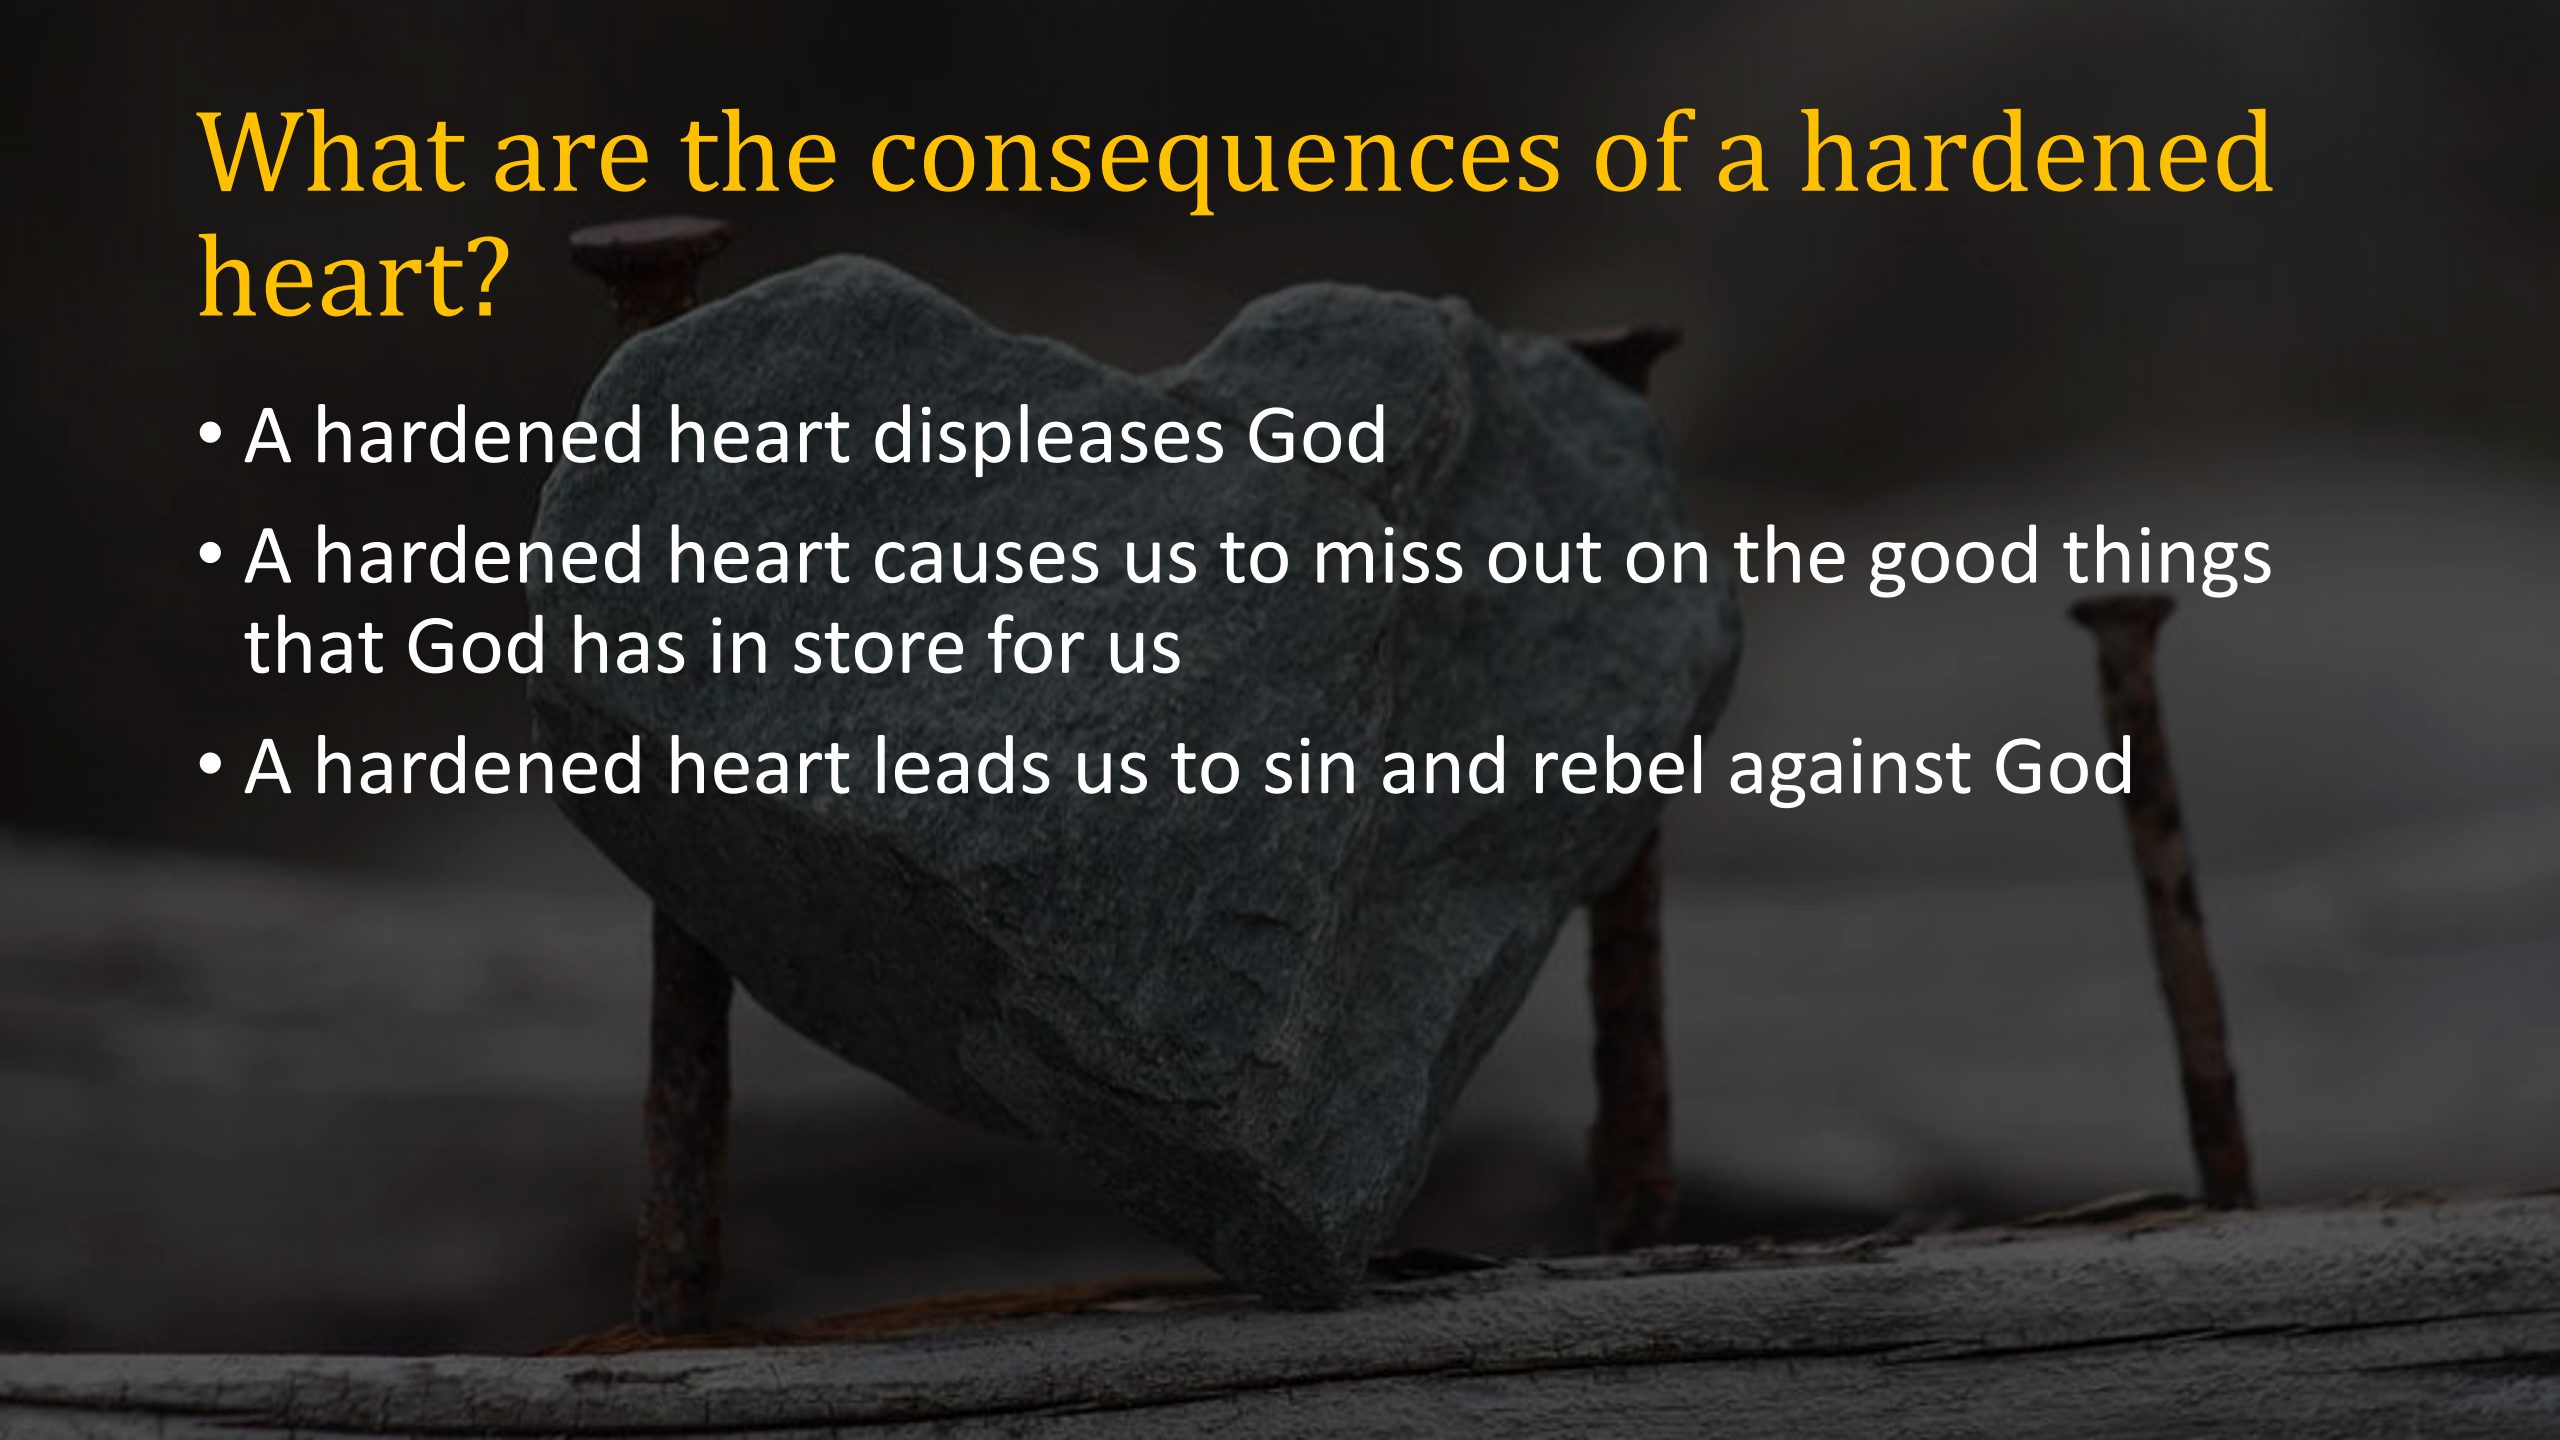 What are the consequences of a hardened
heart?
• A hardened heart displeases God
• A hardened heart causes us to miss out on the good things
that God has in store for us
• A hardened heart leads us to sin and rebel against God